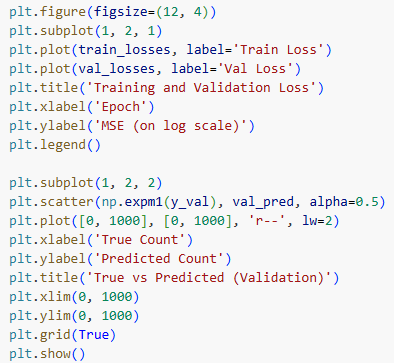 plt.figure(figsize=(12, 4))
plt.subplot(1, 2, 1)
plt.plot(train_losses, label='Train Loss')
plt.plot(val_losses, label='Val Loss')
plt.title('Training and Validation Loss')
plt.xlabel('Epoch')
plt.ylabel('MSE (on log scale)')
plt.legend()

plt.subplot(1, 2, 2)
plt.scatter(np.expm1(y_val), val_pred, alpha=0.5)
plt.plot([0, 1000], [0, 1000], 'r--', lw=2)
plt.xlabel('True Count')
plt.ylabel('Predicted Count')
plt.title('True vs Predicted (Validation)')
plt.xlim(0, 1000)
plt.ylim(0, 1000)
plt.grid(True)
plt.show()